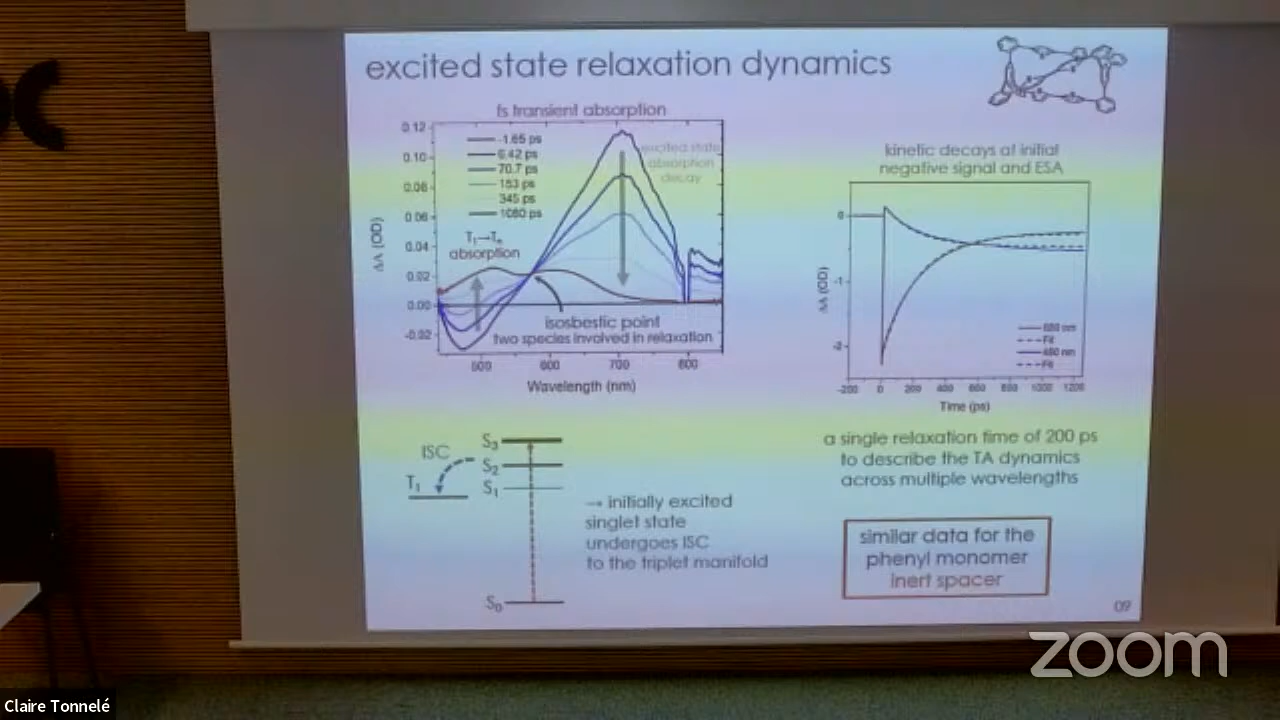 excited state relaxation dynamics
fs transient absorption
0.12
0.10
0.08
0.06
0.04
0.02
0.00
-0.02
ΔA (OD)
-1.65 ps
6.42 ps
70.7 ps
153 ps
345 ps
1080 ps
excited state
absorption
decay
T₁→Tₙ
absorption
isosbestic point
two species involved in relaxation
500
600
700
800
Wavelength (nm)
kinetic decays at initial
negative signal and ESA
0
-1
-2
ΔA (OD)
Fit
Fit
-200
0
200
400
600
800
1000
1200
Time (ps)
a single relaxation time of 200 ps
to describe the TA dynamics
across multiple wavelengths
ISC
T₁
S₃
S₂
S₁
S₀
→ initially excited
singlet state
undergoes ISC
to the triplet manifold
similar data for the
phenyl monomer
inert spacer
09
zoom
Claire Tonnelé